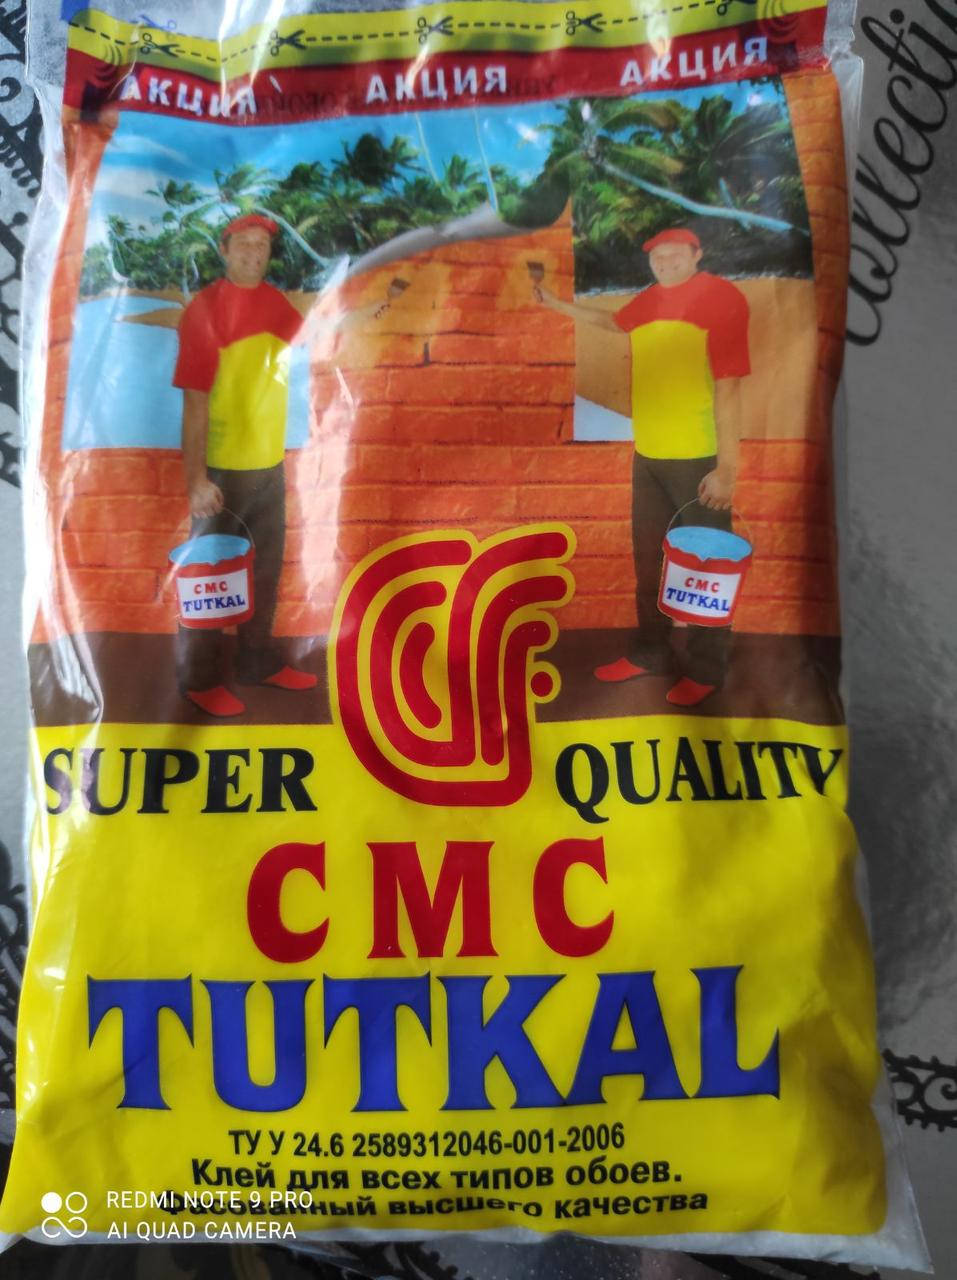 АКЦИЯ АКЦИЯ АКЦИЯ
CMC
TUTKAL
CMC
TUTKAL
SUPER QUALITY
CMC
TUTKAL
ТУ У 24.6 2589312046-001-2006
Клей для всех типов обоев.
высшего качества
REDMI NOTE 9 PRO
AI QUAD CAMERA
collection